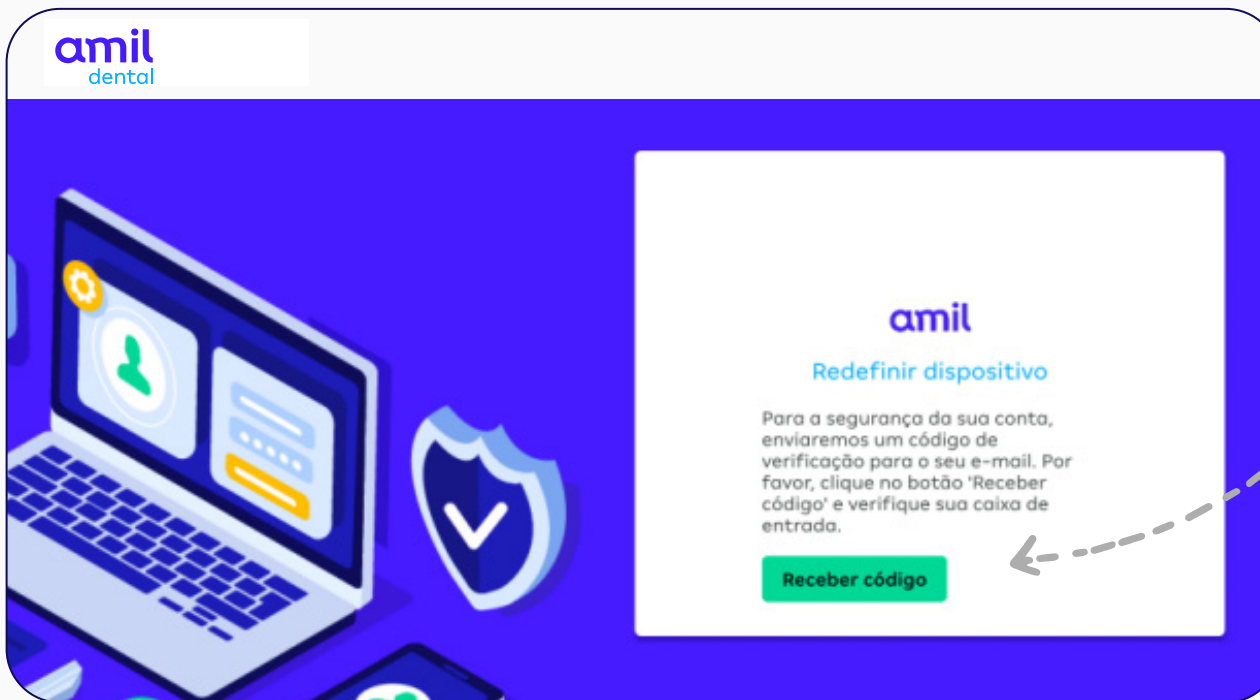 amil
dental
amil
Redefinir dispositivo
Para a segurança da sua conta,
enviaremos um código de
verificação para o seu e-mail. Por
favor, clique no botão 'Receber
código' e verifique sua caixa de
entrada.
Receber código